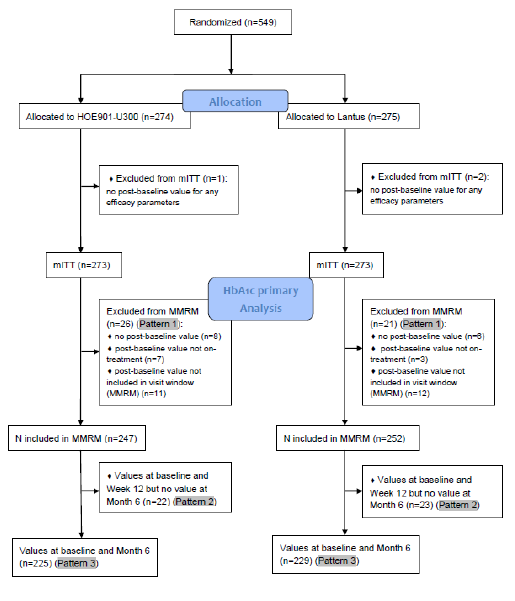 Randomized (n=549)
Allocation
Allocated to HOE901-U300 (n=274)
Allocated to Lantus (n=275)
♦ Excluded from mITT (n=1):
no post-baseline value for any
efficacy parameters
♦ Excluded from mITT (n=2):
no post-baseline value for any
efficacy parameters
mITT (n=273)
mITT (n=273)
HbA1c primary
Analysis
Excluded from MMRM
(n=26) (Pattern 1):
♦ no post-baseline value (n=8)
♦ post-baseline value not on-
treatment (n=7)
♦ post-baseline value not
included in visit window
(MMRM) (n=11)
Excluded from MMRM
(n=21) (Pattern 1):
♦ no post-baseline value (n=6)
♦ post-baseline value not on-
treatment (n=3)
♦ post-baseline value not
included in visit window
(MMRM) (n=12)
N included in MMRM (n=247)
N included in MMRM (n=252)
♦ Values at baseline and
Week 12 but no value at
Month 6 (n=22) (Pattern 2)
♦ Values at baseline and
Week 12 but no value at
Month 6 (n=23) (Pattern 2)
Values at baseline and Month 6
(n=225) (Pattern 3)
Values at baseline and Month 6
(n=229) (Pattern 3)